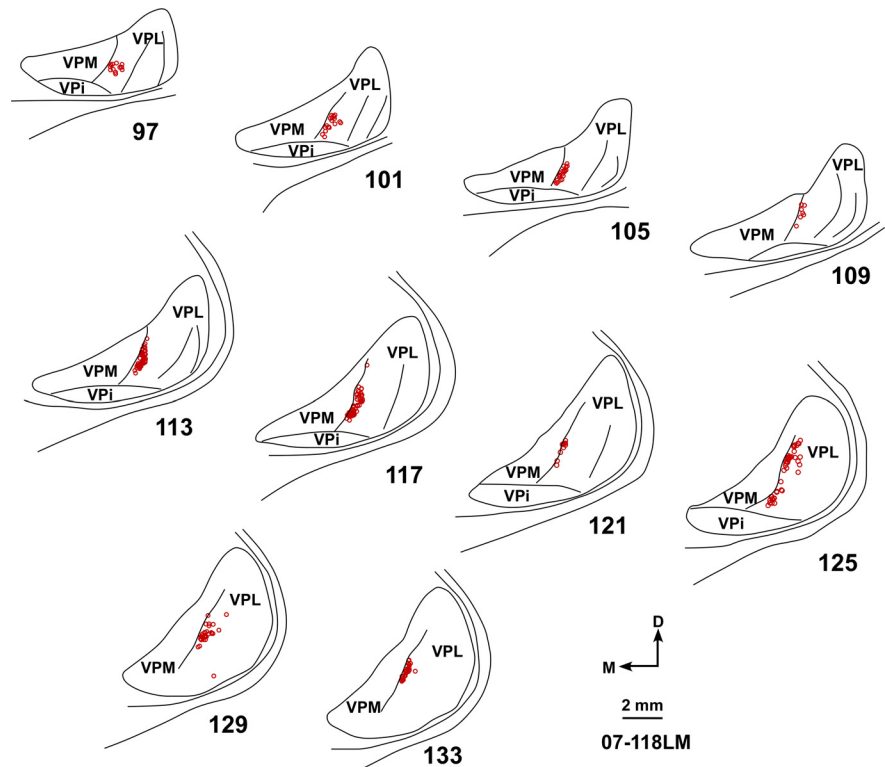 VPL
VPM
VPi
97
VPL
VPM
VPi
101
VPL
VPM
VPi
105
VPL
VPM
109
VPL
VPM
VPi
113
VPL
VPM
VPi
117
VPL
VPM
VPi
121
VPL
VPM
VPi
125
VPL
VPM
129
VPL
VPM
133
D
M
2 mm
07-118LM